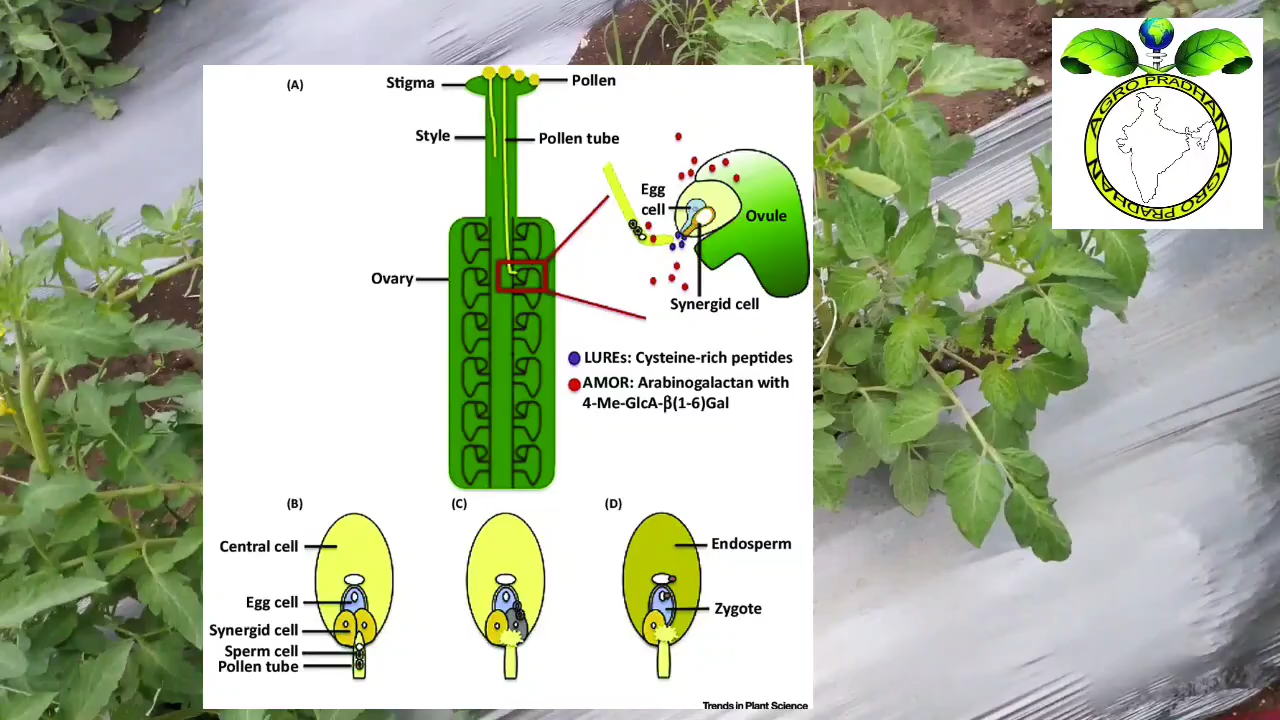 (A)
Stigma
Pollen
Style
Pollen tube
Egg
cell
Ovule
Ovary
Synergid cell
LUREs: Cysteine-rich peptides
AMOR: Arabinogalactan with
4-Me-GlcA-β(1-6)Gal
(B)
(C)
(D)
Central cell
Endosperm
Egg cell
Zygote
Synergid cell
Sperm cell
Pollen tube
Trends in Plant Science
AGRO PRADHAN
AGRO PRADHAN